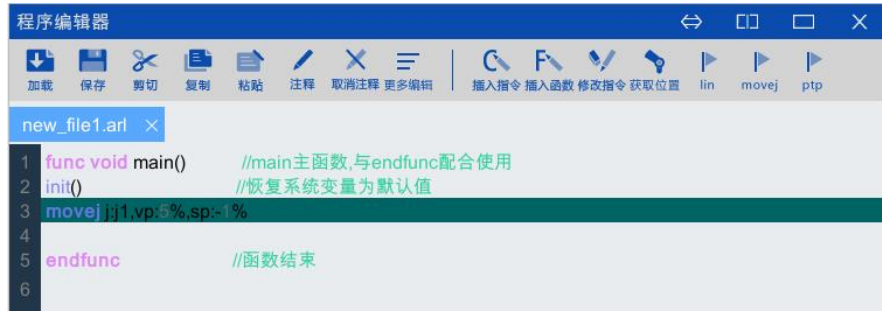 程序编辑器
加载 保存 剪切 复制 粘贴 注释 取消注释 更多编辑 插入指令 插入函数 修改指令 获取位置 lin movej ptp
new_file1.arl
1 func void main() //main主函数,与endfunc配合使用
2 init() //恢复系统变量为默认值
3 movej j:j1,vp:5%,sp:-1%
4
5 endfunc //函数结束
6